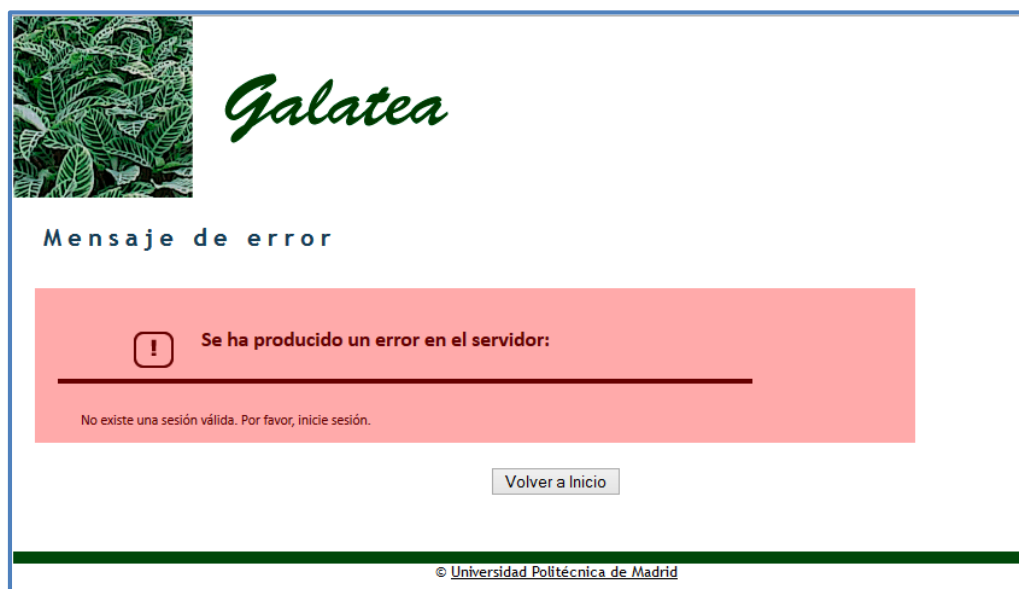 Galatea
Mensaje de error
!
Se ha producido un error en el servidor:
No existe una sesión válida. Por favor, inicie sesión.
Volver a Inicio
© Universidad Politécnica de Madrid